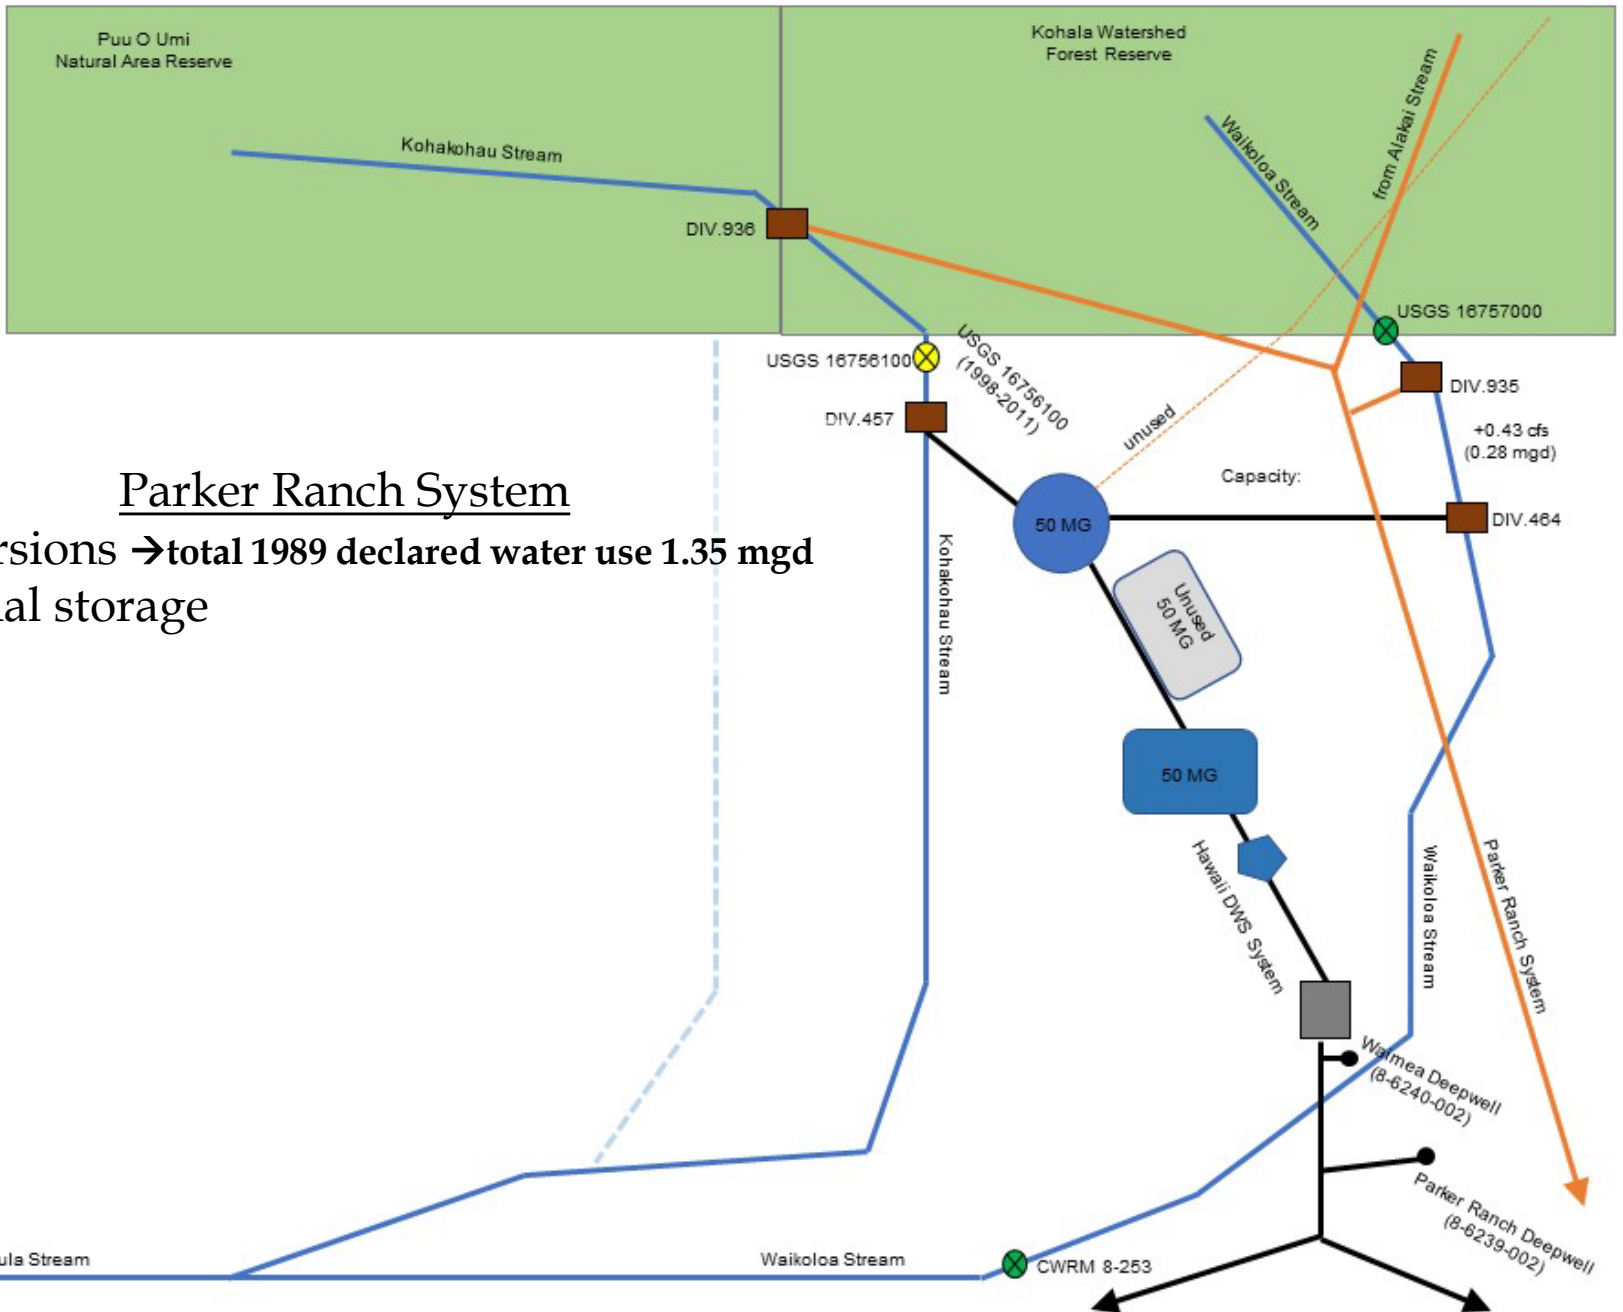 Puu O Umi
Natural Area Reserve
Kohala Watershed
Forest Reserve
Kohakohau Stream
Waikoloa Stream
from Alakai Stream
DIV.936
USGS 16757000
USGS 16756100
USGS 16756100
(1998-2011)
DIV.935
DIV.457
unused
+0.43 cfs
(0.28 mgd)
Capacity:
Parker Ranch System
50 MG
DIV.464
rsions →total 1989 declared water use 1.35 mgd
nal storage
Kohakohau Stream
Unused
50 MG
50 MG
Hawaii DWS System
Waikoloa Stream
Parker Ranch System
Waimea Deepwell
(8-6240-002)
Parker Ranch Deepwell
(8-6239-002)
ula Stream
Waikoloa Stream
CWRM 8-253